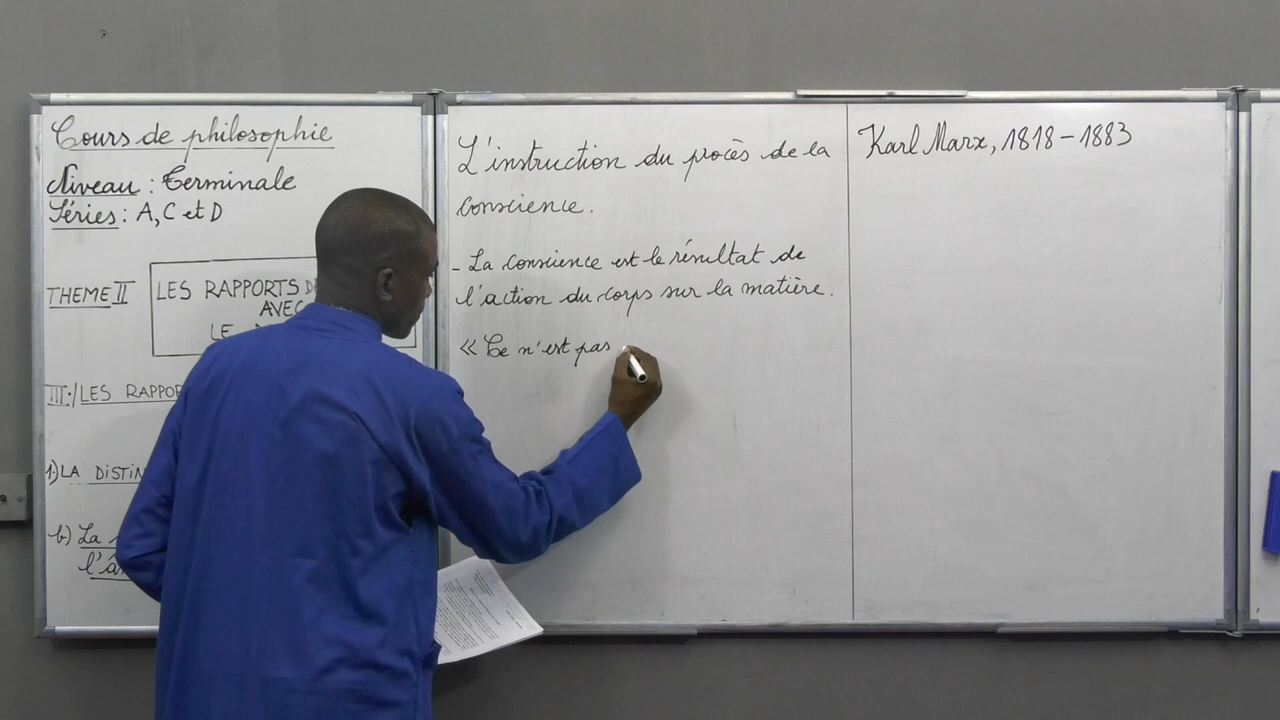 Cours de philosophie
Niveau : Terminale
Séries : A, C et D
THEME II
LES RAPPORTS
AVEC
LE
III:/ LES
1) LA
b) La
L'instruction du procès de la
conscience.
- La conscience est le résultat de
l'action du corps sur la matière.
« Ce n'est pas
Karl Marx, 1818 - 1883